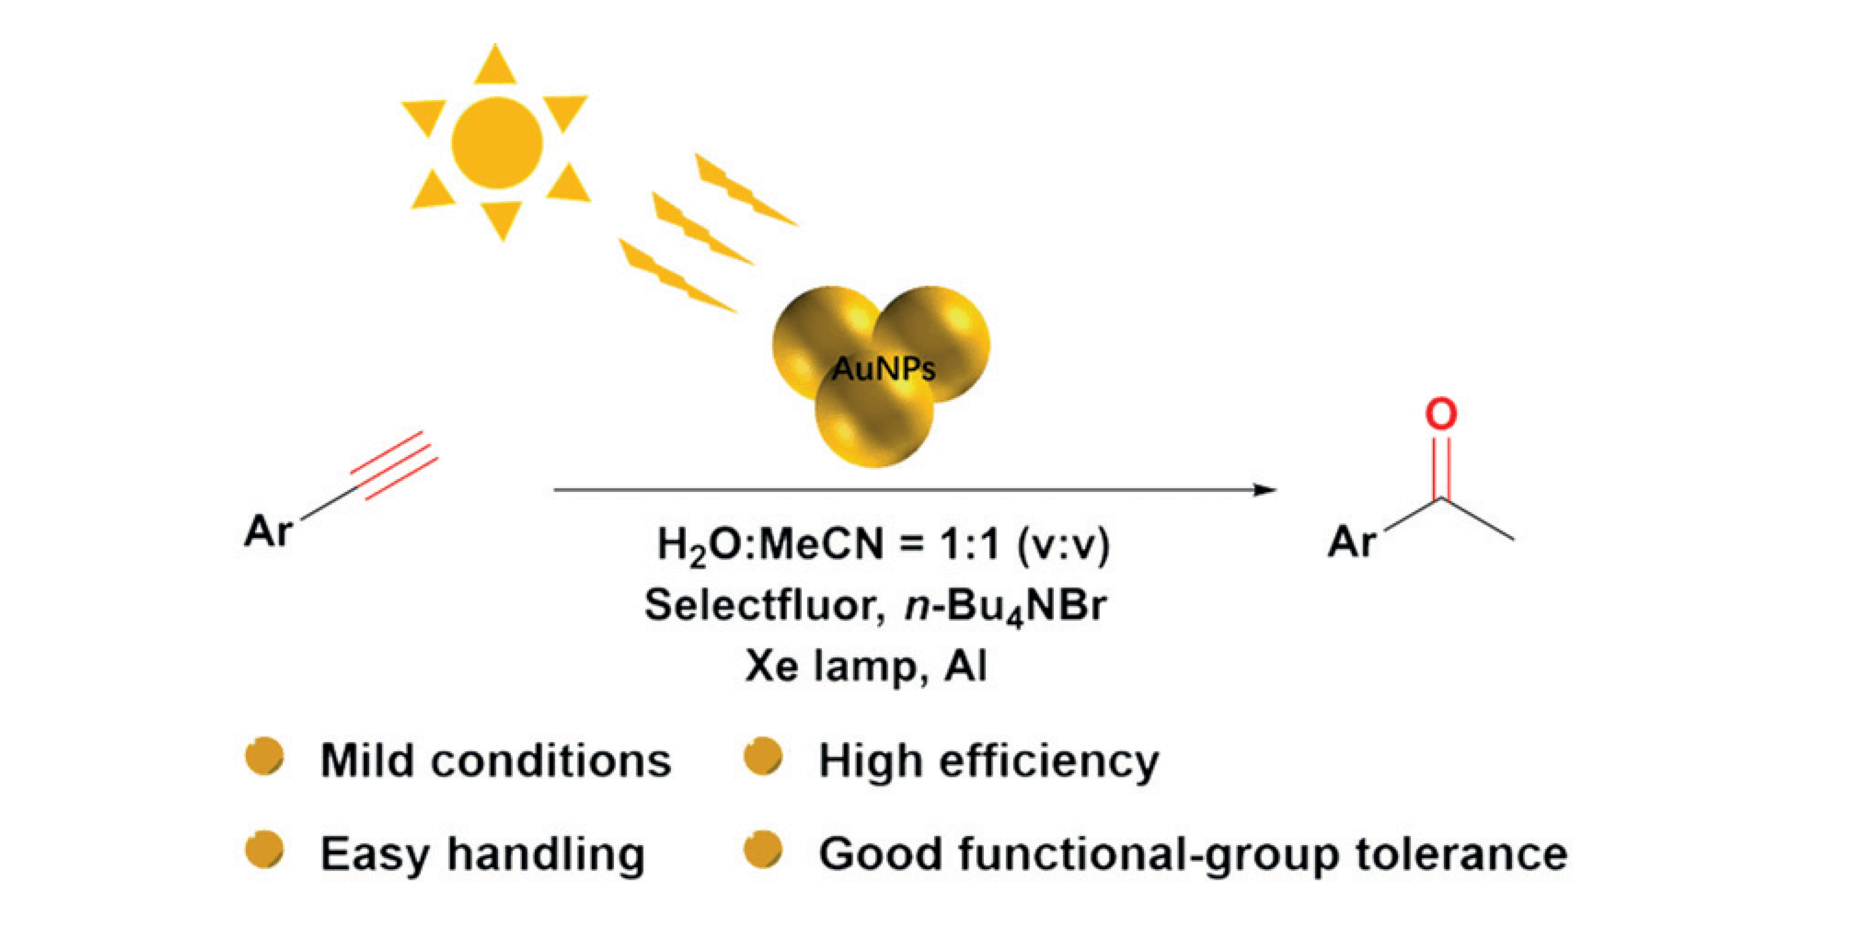 AuNPs
O
Ar
Ar
H₂O:MeCN = 1:1 (v:v)
Selectfluor, n-Bu₄NBr
Xe lamp, Al
Mild conditions
High efficiency
Easy handling
Good functional-group tolerance